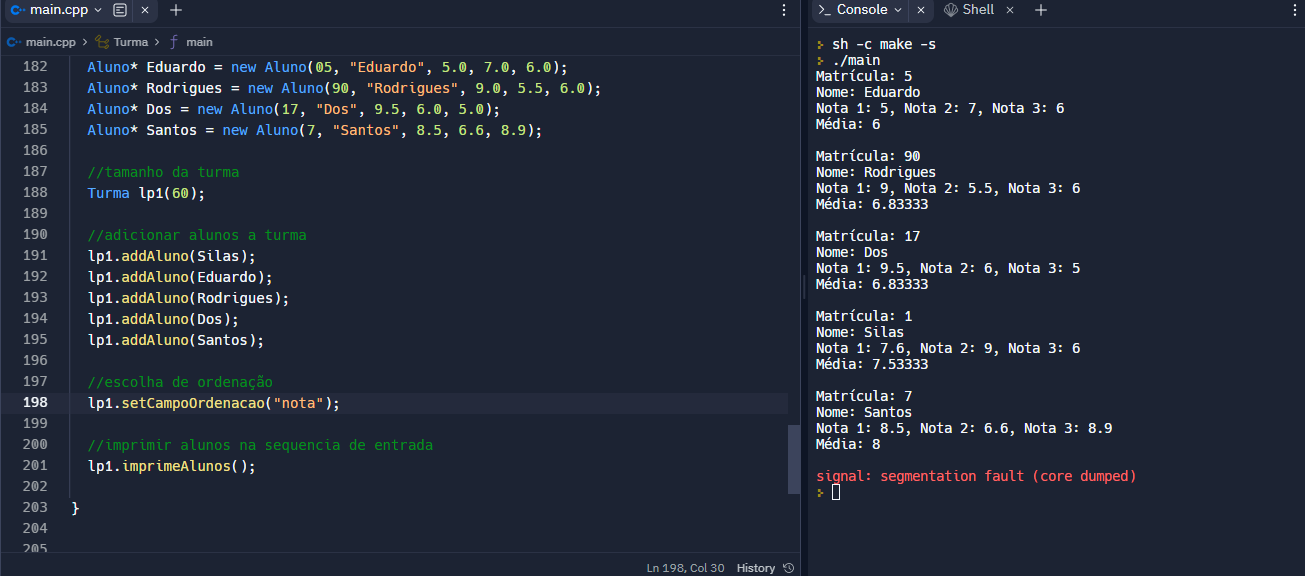 main.cpp
main.cpp > Turma > f main
182 Aluno* Eduardo = new Aluno(05, "Eduardo", 5.0, 7.0, 6.0);
183 Aluno* Rodrigues = new Aluno(90, "Rodrigues", 9.0, 5.5, 6.0);
184 Aluno* Dos = new Aluno(17, "Dos", 9.5, 6.0, 5.0);
185 Aluno* Santos = new Aluno(7, "Santos", 8.5, 6.6, 8.9);
186
187 //tamanho da turma
188 Turma lp1(60);
189
190 //adicionar alunos a turma
191 lp1.addAluno(Silas);
192 lp1.addAluno(Eduardo);
193 lp1.addAluno(Rodrigues);
194 lp1.addAluno(Dos);
195 lp1.addAluno(Santos);
196
197 //escolha de ordenação
198 lp1.setCampoOrdenacao("nota");
199
200 //imprimir alunos na sequencia de entrada
201 lp1.imprimeAlunos();
202
203 }
204
205
Ln 198, Col 30 History
Console
Shell
sh -c make -s
./main
Matrícula: 5
Nome: Eduardo
Nota 1: 5, Nota 2: 7, Nota 3: 6
Média: 6
Matrícula: 90
Nome: Rodrigues
Nota 1: 9, Nota 2: 5.5, Nota 3: 6
Média: 6.83333
Matrícula: 17
Nome: Dos
Nota 1: 9.5, Nota 2: 6, Nota 3: 5
Média: 6.83333
Matrícula: 1
Nome: Silas
Nota 1: 7.6, Nota 2: 9, Nota 3: 6
Média: 7.53333
Matrícula: 7
Nome: Santos
Nota 1: 8.5, Nota 2: 6.6, Nota 3: 8.9
Média: 8
signal: segmentation fault (core dumped)